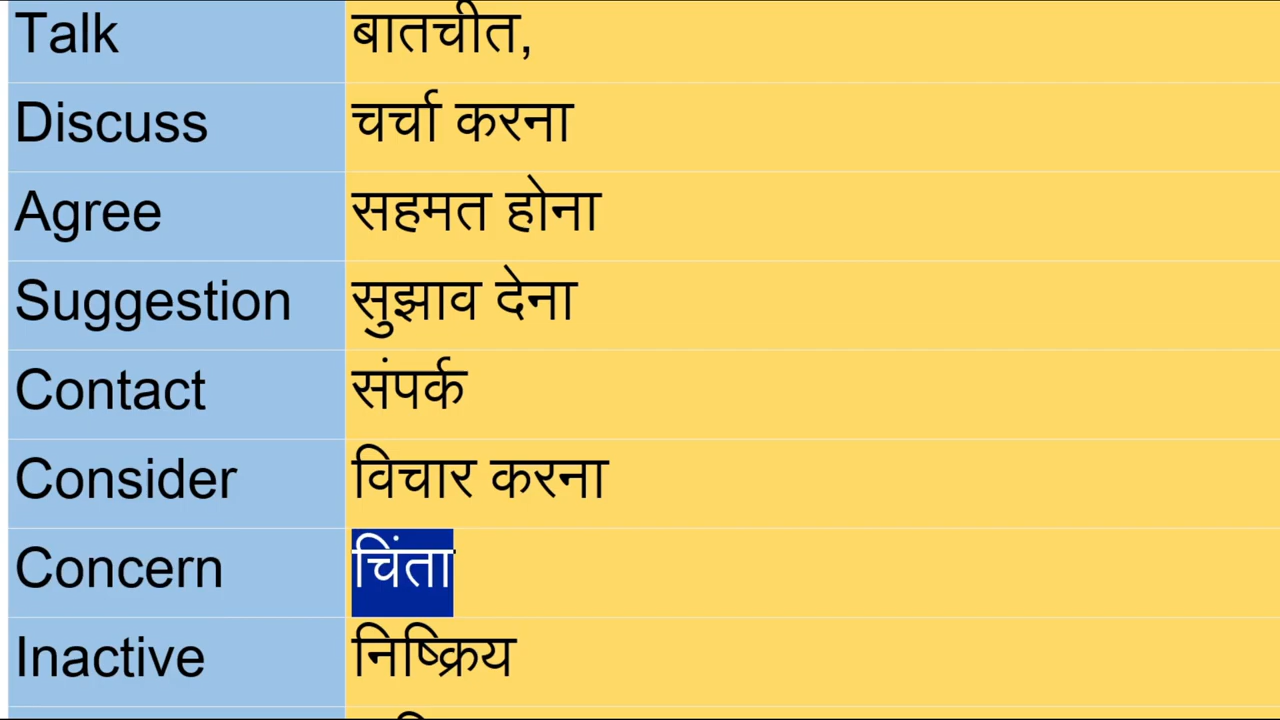 Talk बातचीत,
Discuss चर्चा करना
Agree सहमत होना
Suggestion सुझाव देना
Contact संपर्क
Consider विचार करना
Concern चिंता
Inactive निष्क्रिय